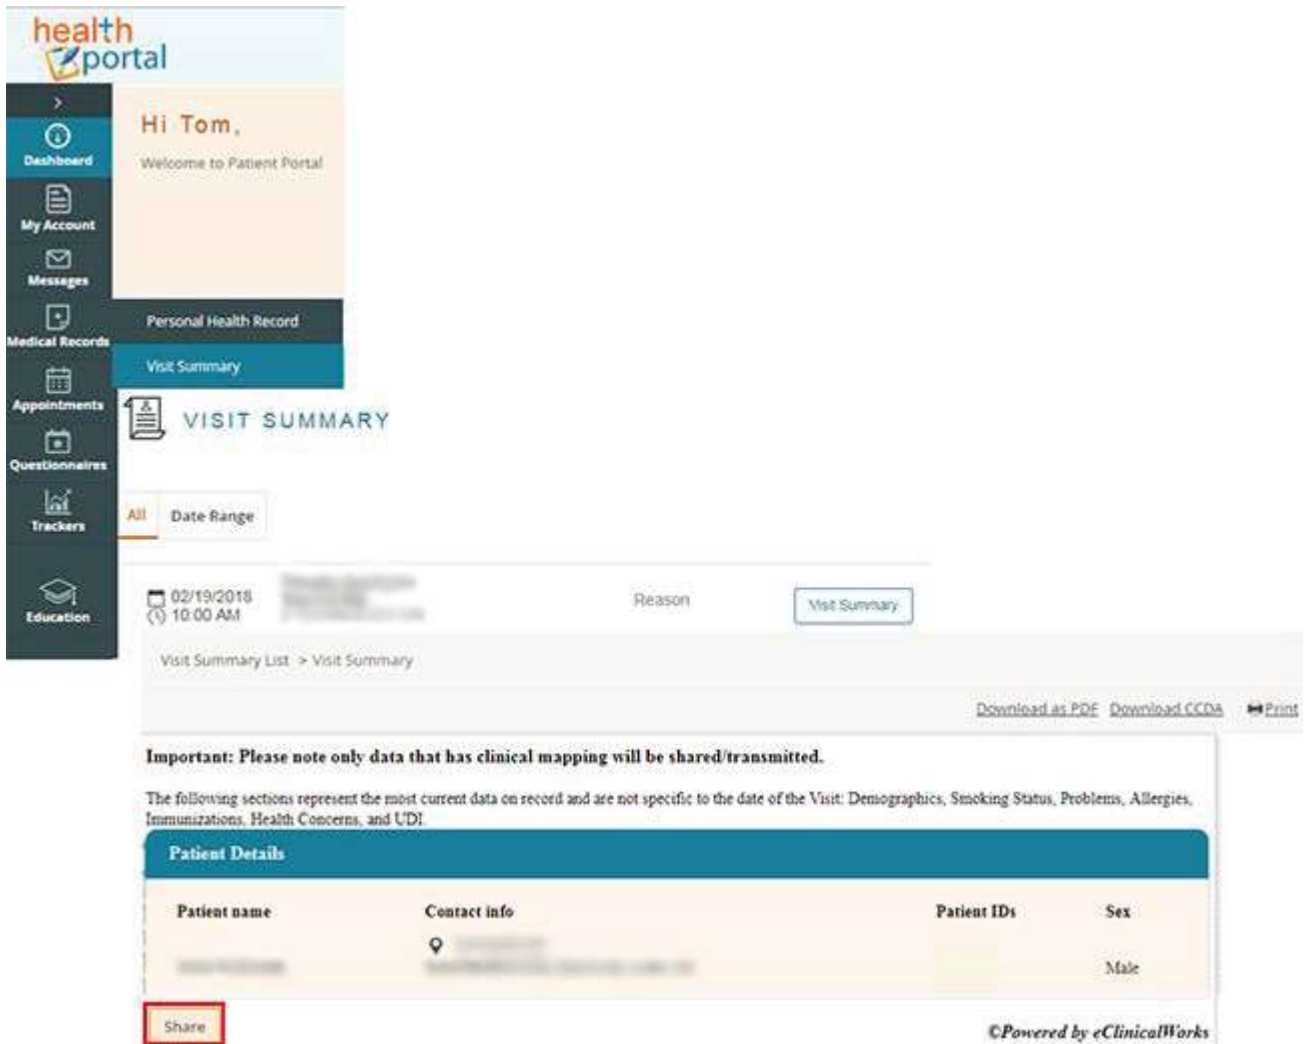 health
portal
>
Dashboard
My Account
Messages
Medical Records
Appointments
Questionnaires
Trackers
Education
Hi Tom,
Welcome to Patient Portal
Personal Health Record
Visit Summary
VISIT SUMMARY
All Date Range
02/19/2018 Reason Visit Summary
10:00 AM
Visit Summary List > Visit Summary
Download as PDF Download CCDA Print
Important: Please note only data that has clinical mapping will be shared/transmitted.
The following sections represent the most current data on record and are not specific to the date of the Visit: Demographics, Smoking Status, Problems, Allergies,
Immunizations, Health Concerns, and UDI.
Patient Details
Patient name Contact info Patient IDs Sex
Male
Share
©Powered by eClinicalWorks